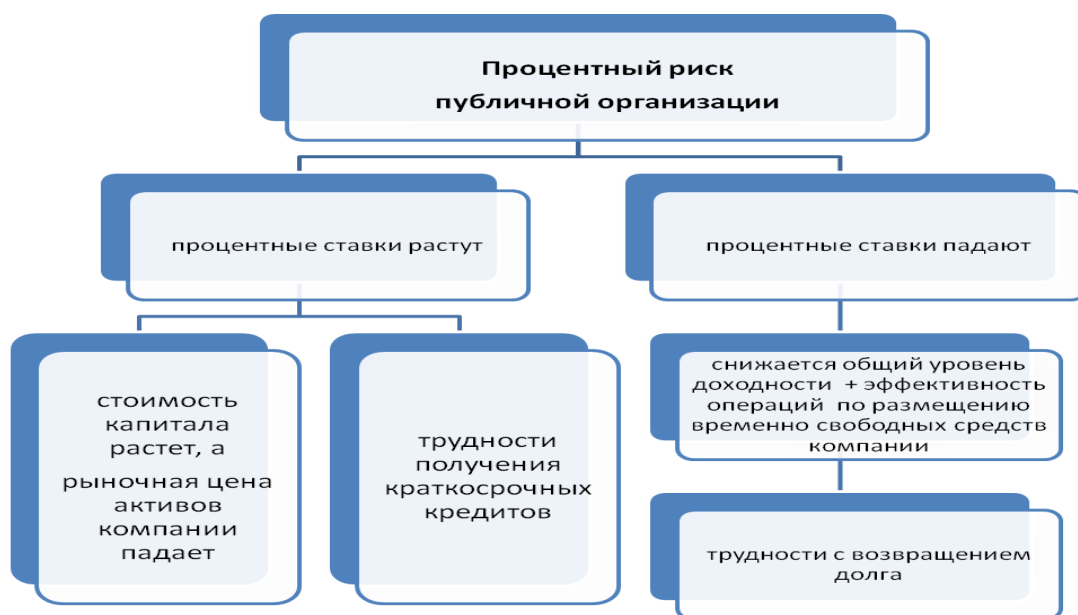 Процентный риск
публичной организации
процентные ставки растут
процентные ставки падают
стоимость
капитала
растет, а
рыночная цена
активов
компании
падает
трудности
получения
краткосрочных
кредитов
снижается общий уровень
доходности + эффективность
операций по размещению
временно свободных средств
компании
трудности с возвращением
долга